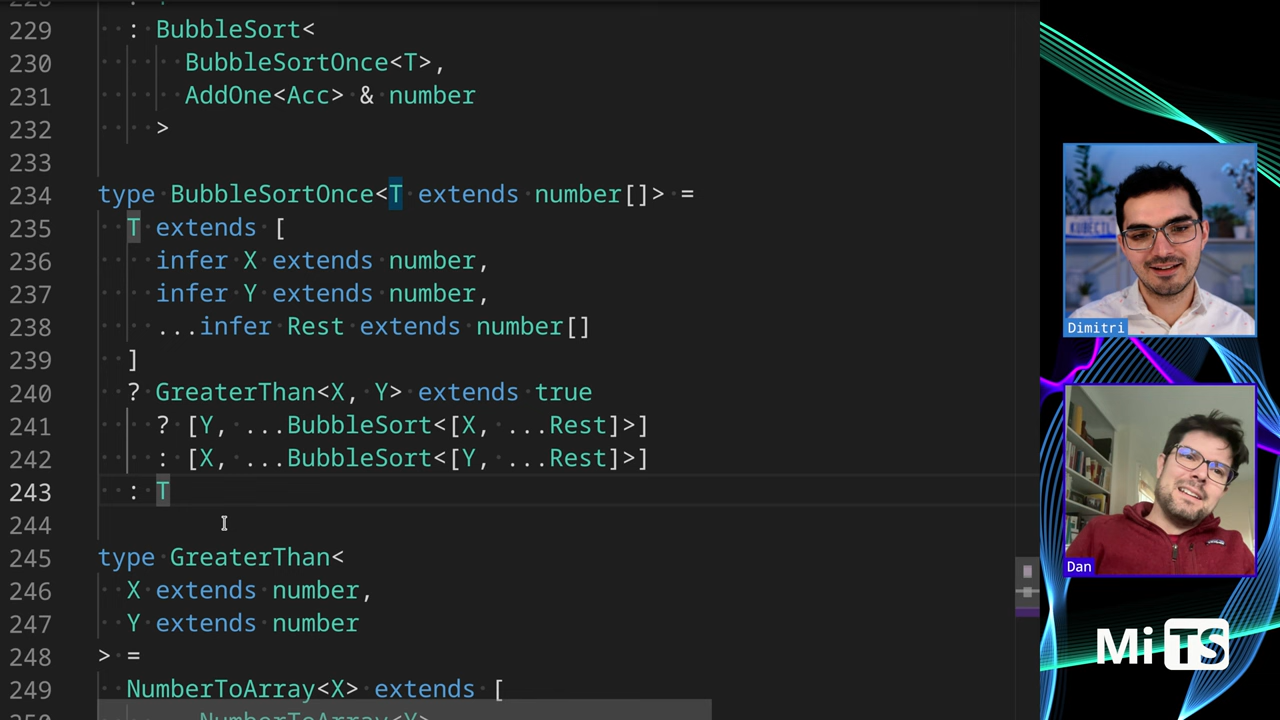 229 : BubbleSort<
230 BubbleSortOnce<T>,
231 AddOne<Acc> & number
232 >
233
234 type BubbleSortOnce<T extends number[]> =
235 T extends [
236 infer X extends number,
237 infer Y extends number,
238 ...infer Rest extends number[]
239 ]
240 ? GreaterThan<X, Y> extends true
241 ? [Y, ...BubbleSort<[X, ...Rest]>]
242 : [X, ...BubbleSort<[Y, ...Rest]>]
243 : T
244
245 type GreaterThan<
246 X extends number,
247 Y extends number
248 > =
249 NumberToArray<X> extends [
NumberToArray<Y>
KUBECTL
Dimitri
Dan
MiTS